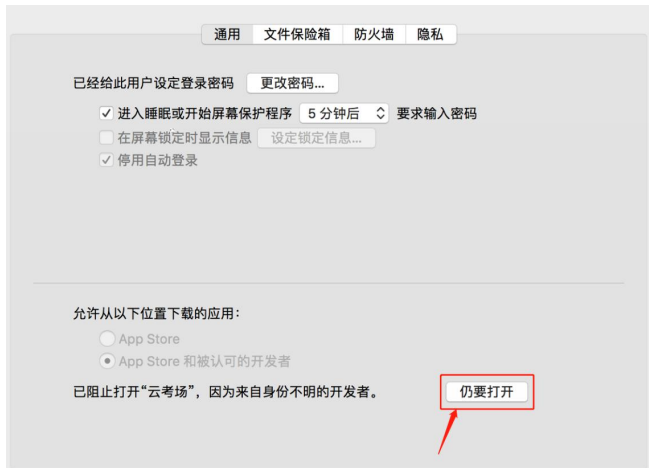 通用 文件保险箱 防火墙 隐私
已经给此用户设定登录密码 更改密码...
进入睡眠或开始屏幕保护程序 5 分钟后 要求输入密码
在屏幕锁定时显示信息 设定锁定信息...
停用自动登录
允许从以下位置下载的应用：
App Store
App Store 和被认可的开发者
已阻止打开“云考场”，因为来自身份不明的开发者。 仍要打开